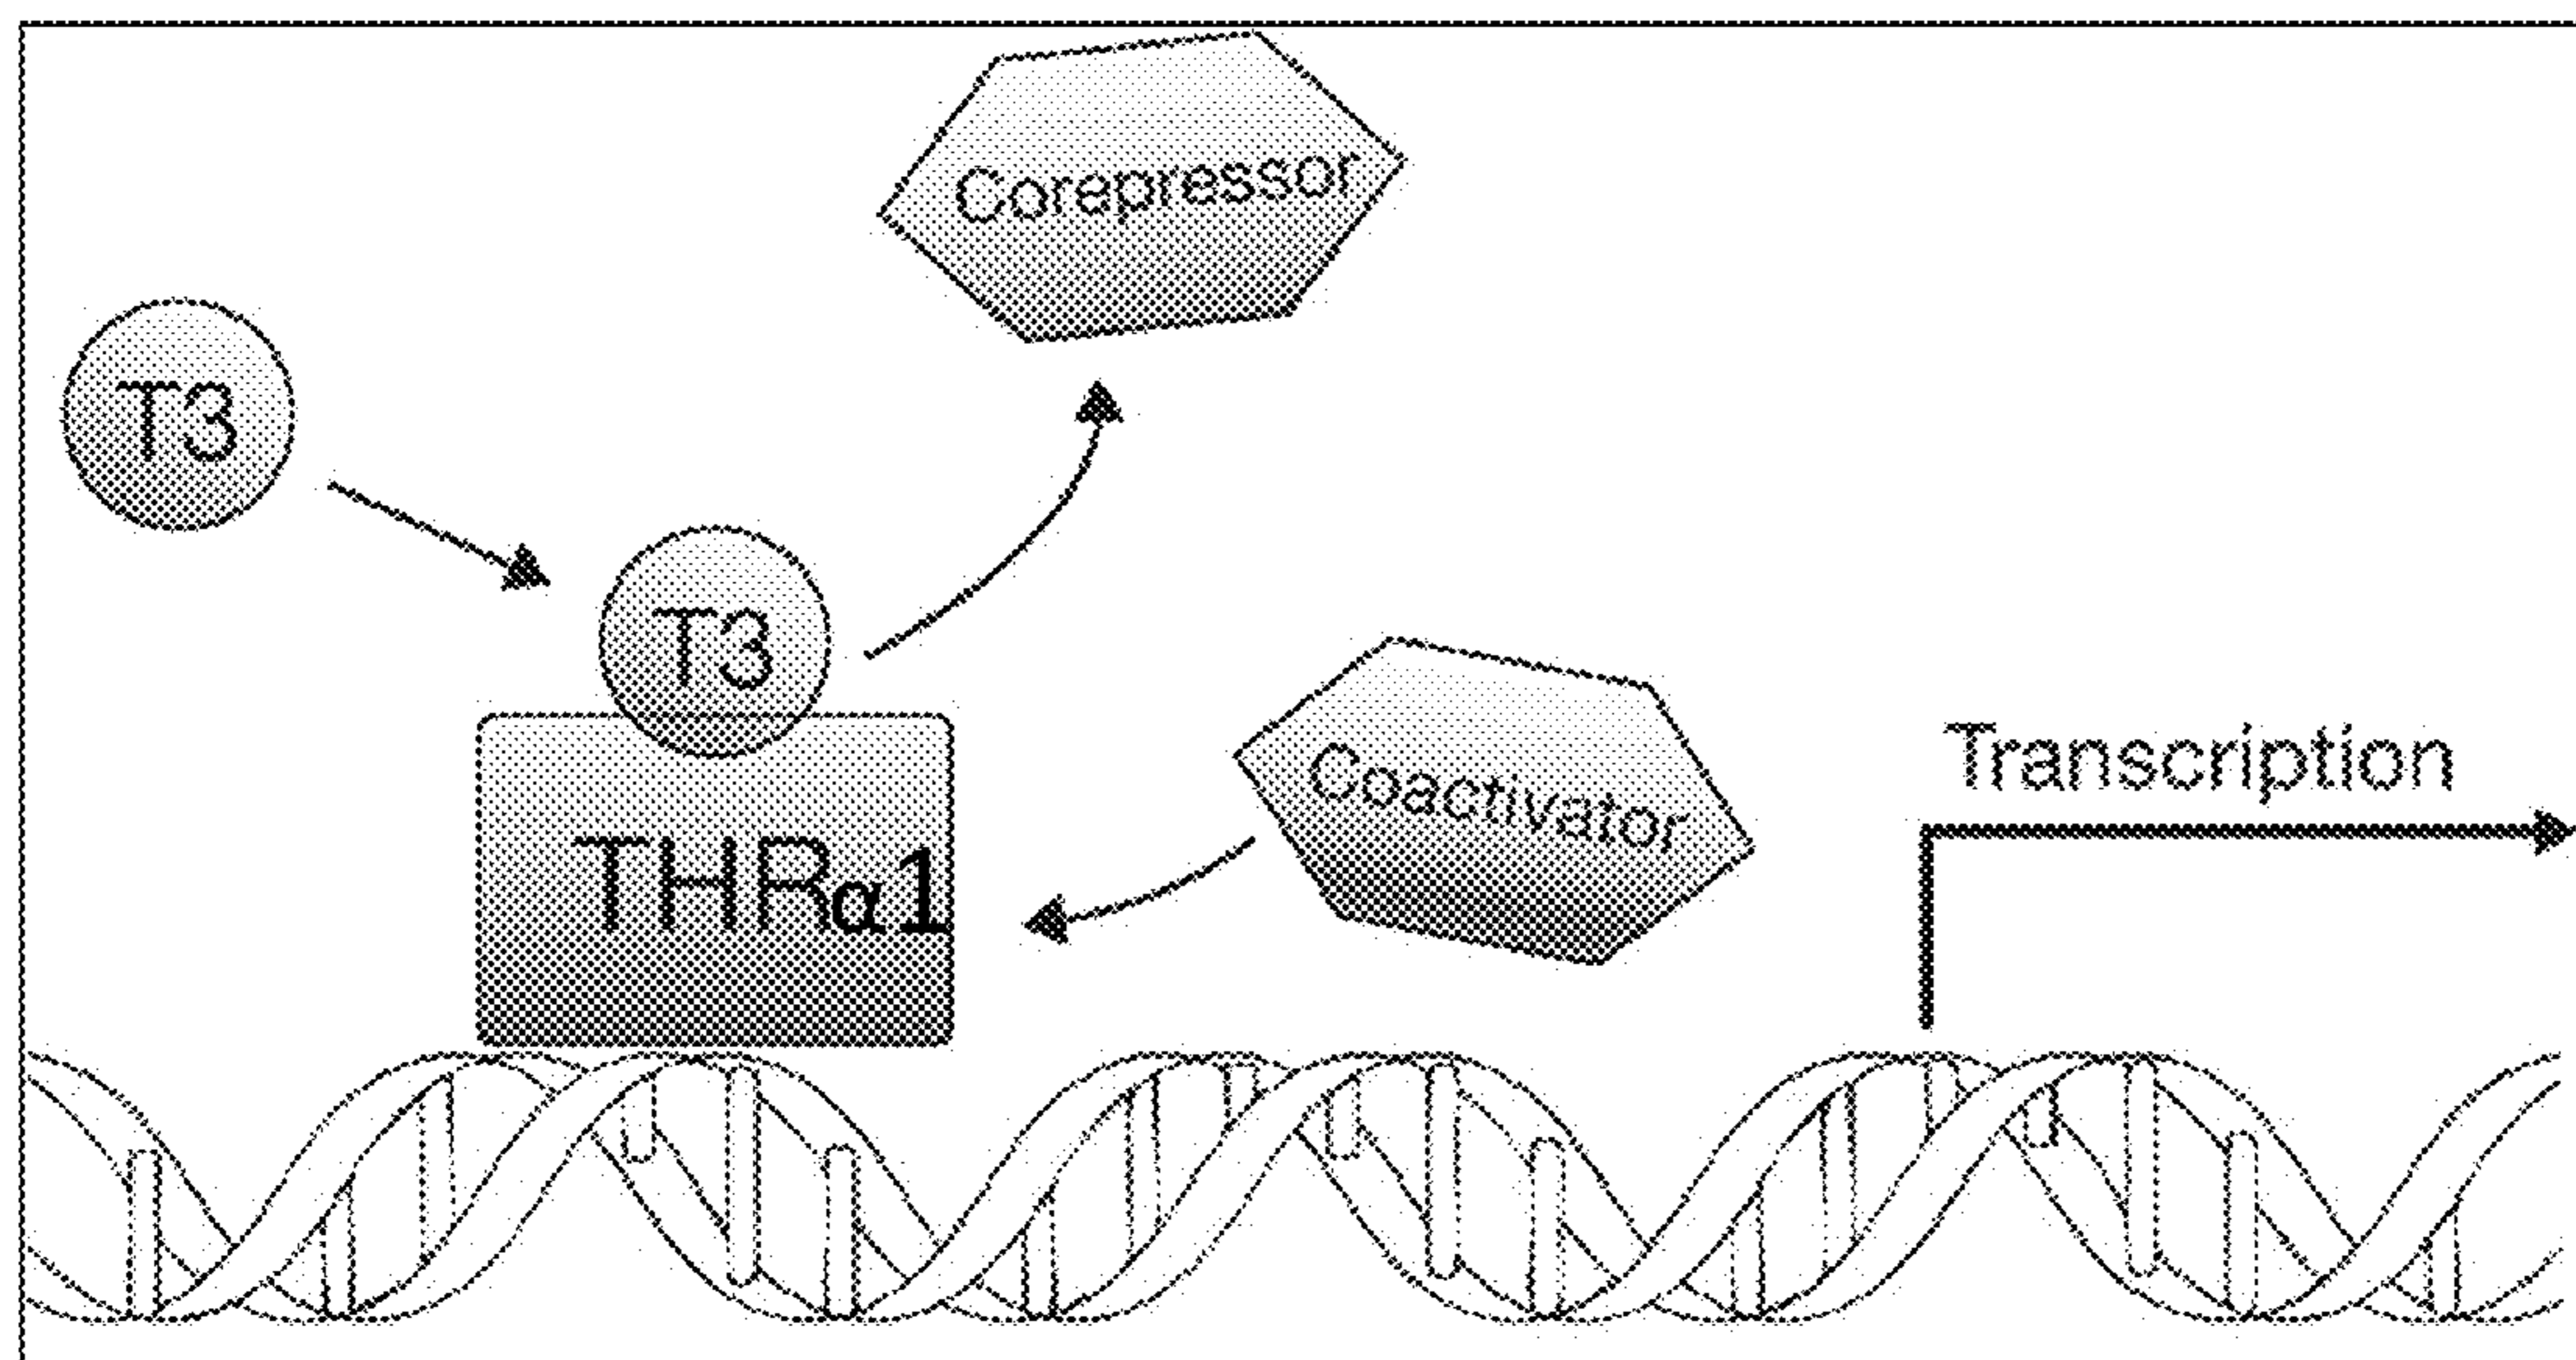 Corepressor
T3
T3
Coactivator
Transcription
THRα1